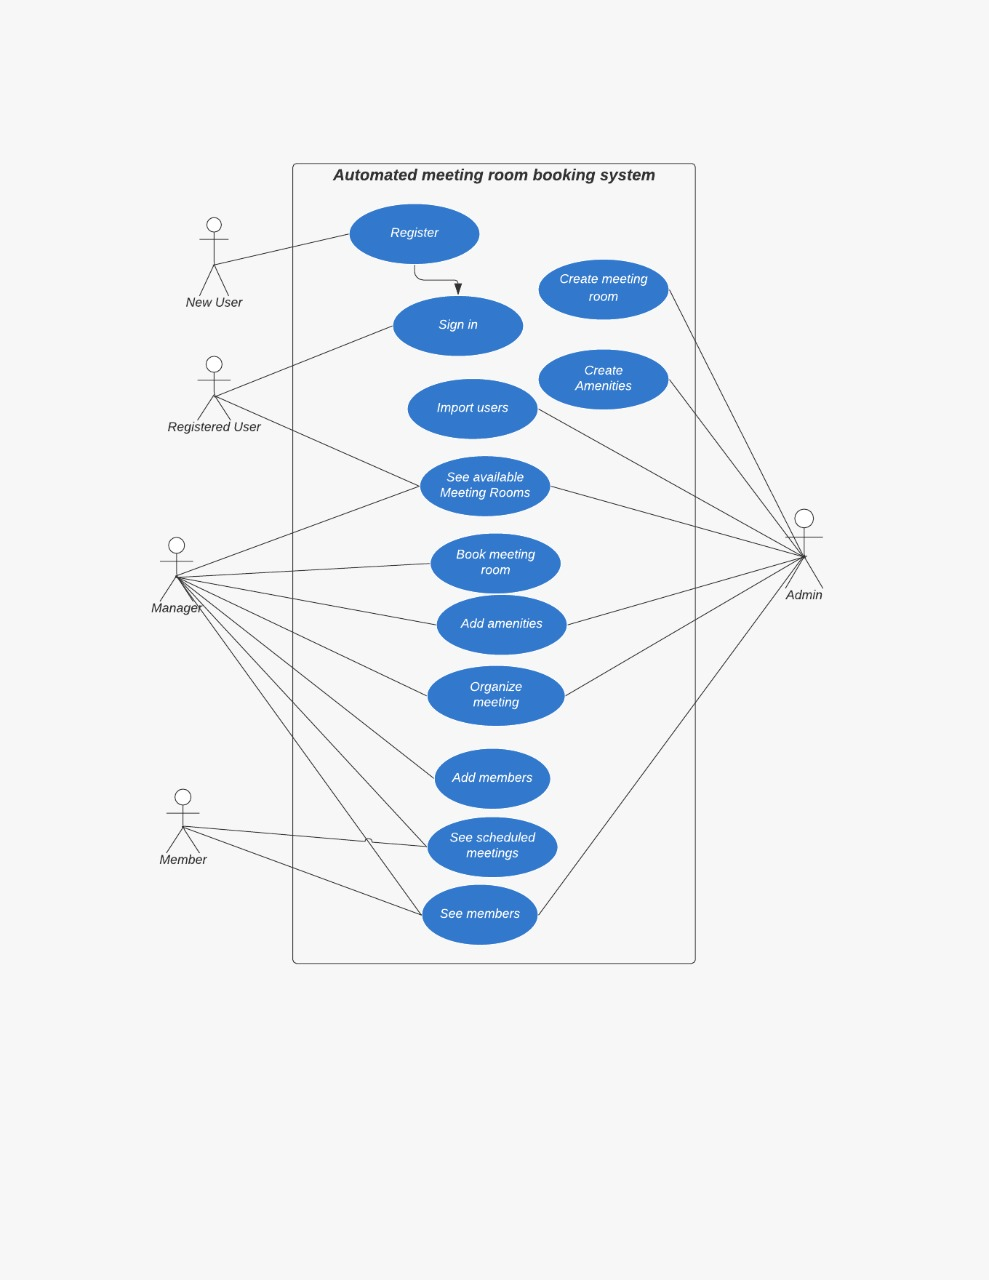 Automated meeting room booking system
Register
New User
Create meeting
room
Sign in
Create
Amenities
Import users
Registered User
See available
Meeting Rooms
Book meeting
room
Manager
Admin
Add amenities
Organize
meeting
Add members
See scheduled
meetings
Member
See members